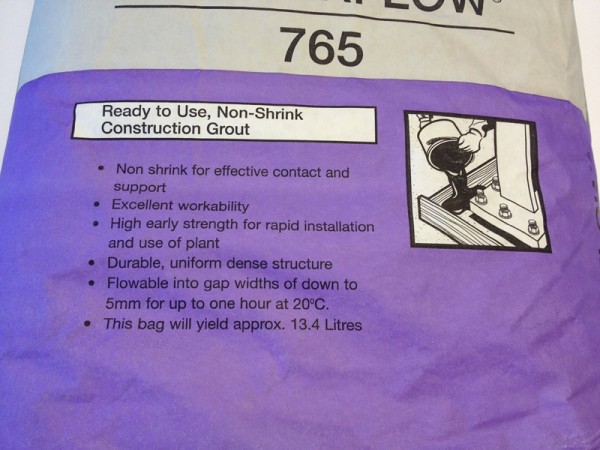 765
Ready to Use, Non-Shrink
Construction Grout
• Non shrink for effective contact and
support
• Excellent workability
• High early strength for rapid installation
and use of plant
• Durable, uniform dense structure
• Flowable into gap widths of down to
5mm for up to one hour at 20°C.
• This bag will yield approx. 13.4 Litres